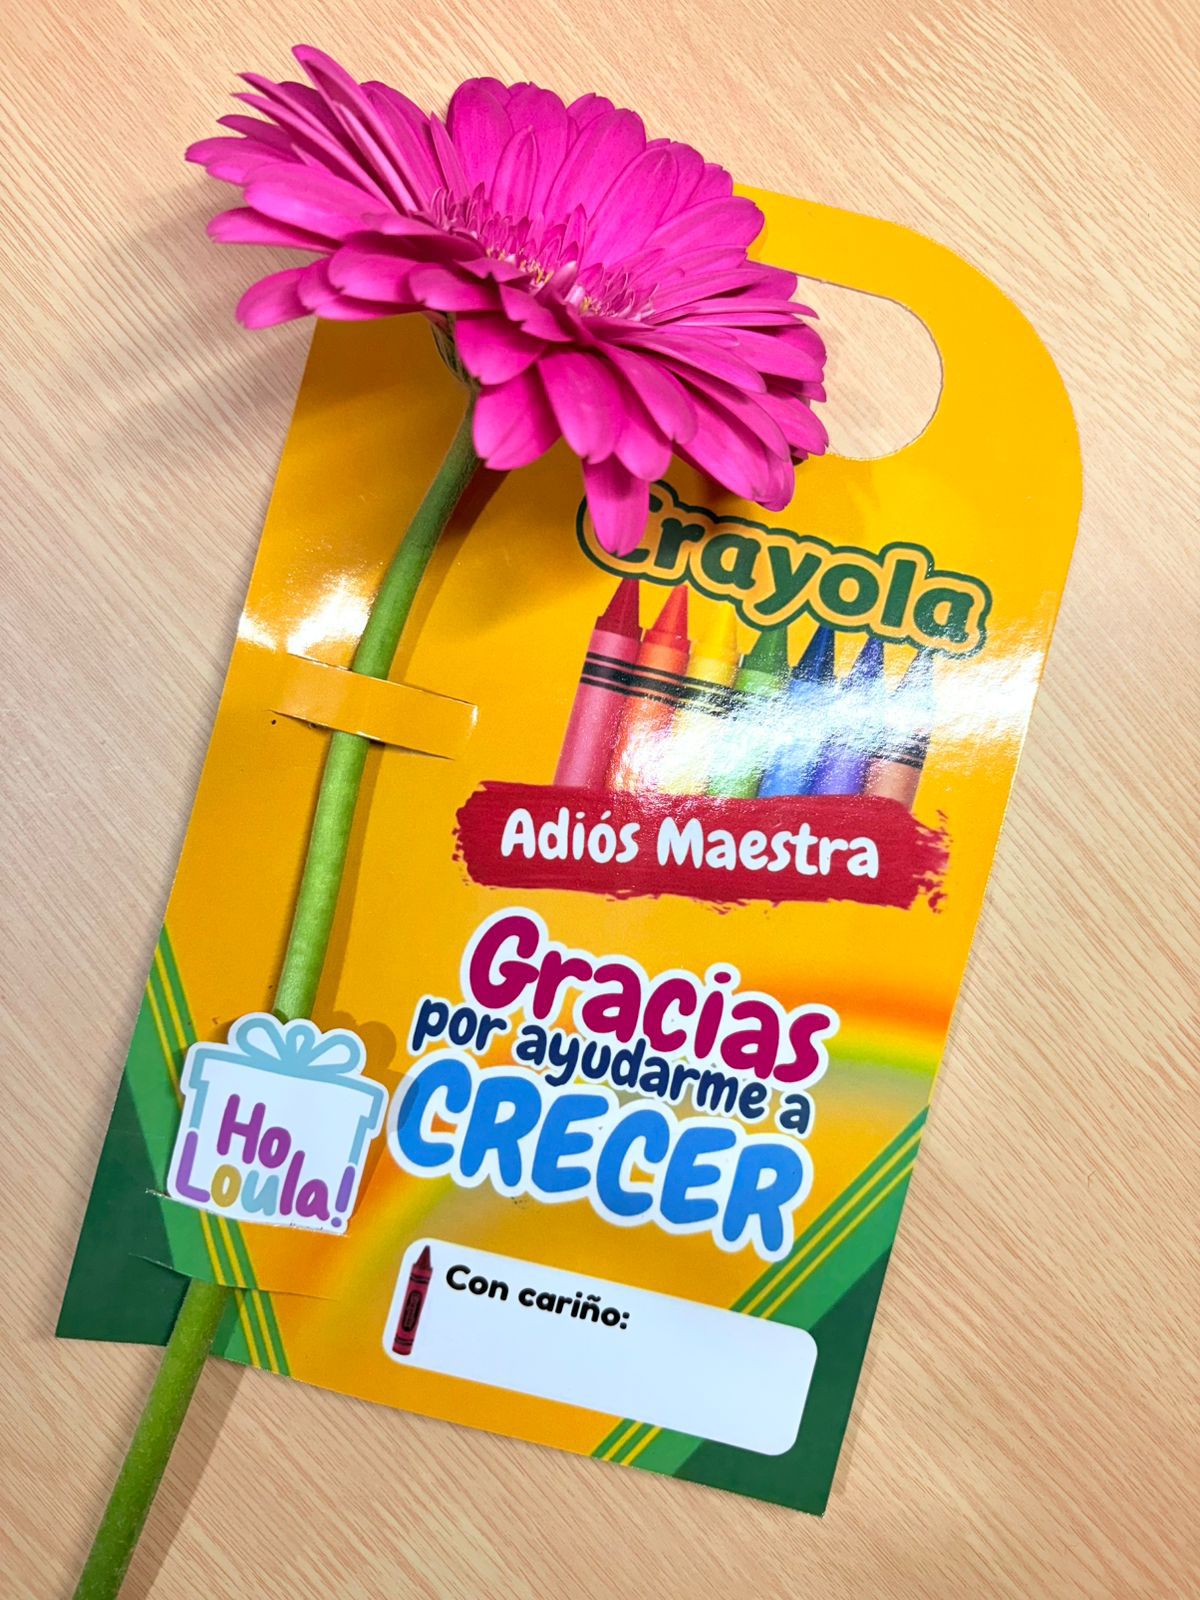 Crayola
Adiós Maestra
Gracias
por ayudarme a
CRECER
Ho
Loula!
Con cariño: